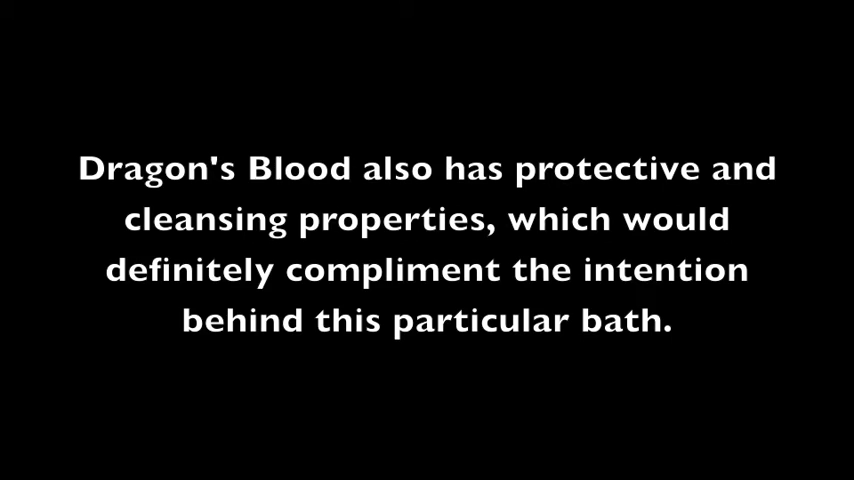 Dragon's Blood also has protective and
cleansing properties, which would
definitely compliment the intention
behind this particular bath.